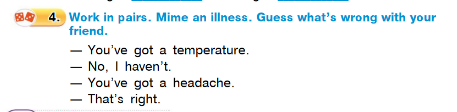 4. Work in pairs. Mime an illness. Guess what's wrong with your
friend.
— You've got a temperature.
— No, I haven't.
— You've got a headache.
— That's right.